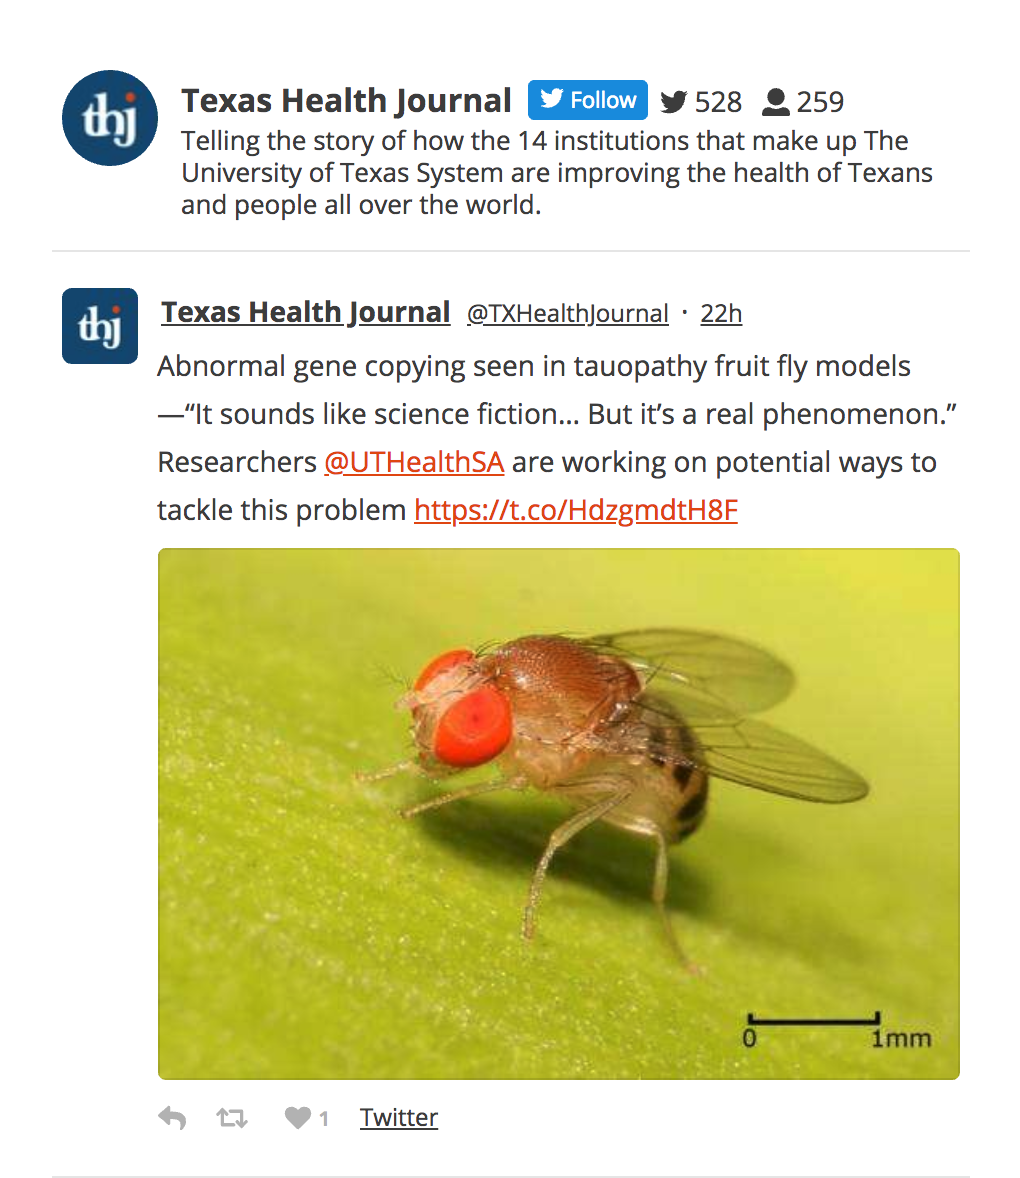 thj
Texas Health Journal Follow 528 259
Telling the story of how the 14 institutions that make up The
University of Texas System are improving the health of Texans
and people all over the world.
thj
Texas Health Journal @TXHealthJournal · 22h
Abnormal gene copying seen in tauopathy fruit fly models
—“It sounds like science fiction... But it’s a real phenomenon.”
Researchers @UTHealthSA are working on potential ways to
tackle this problem https://t.co/HdzgmdtH8F
0 1mm
1 Twitter